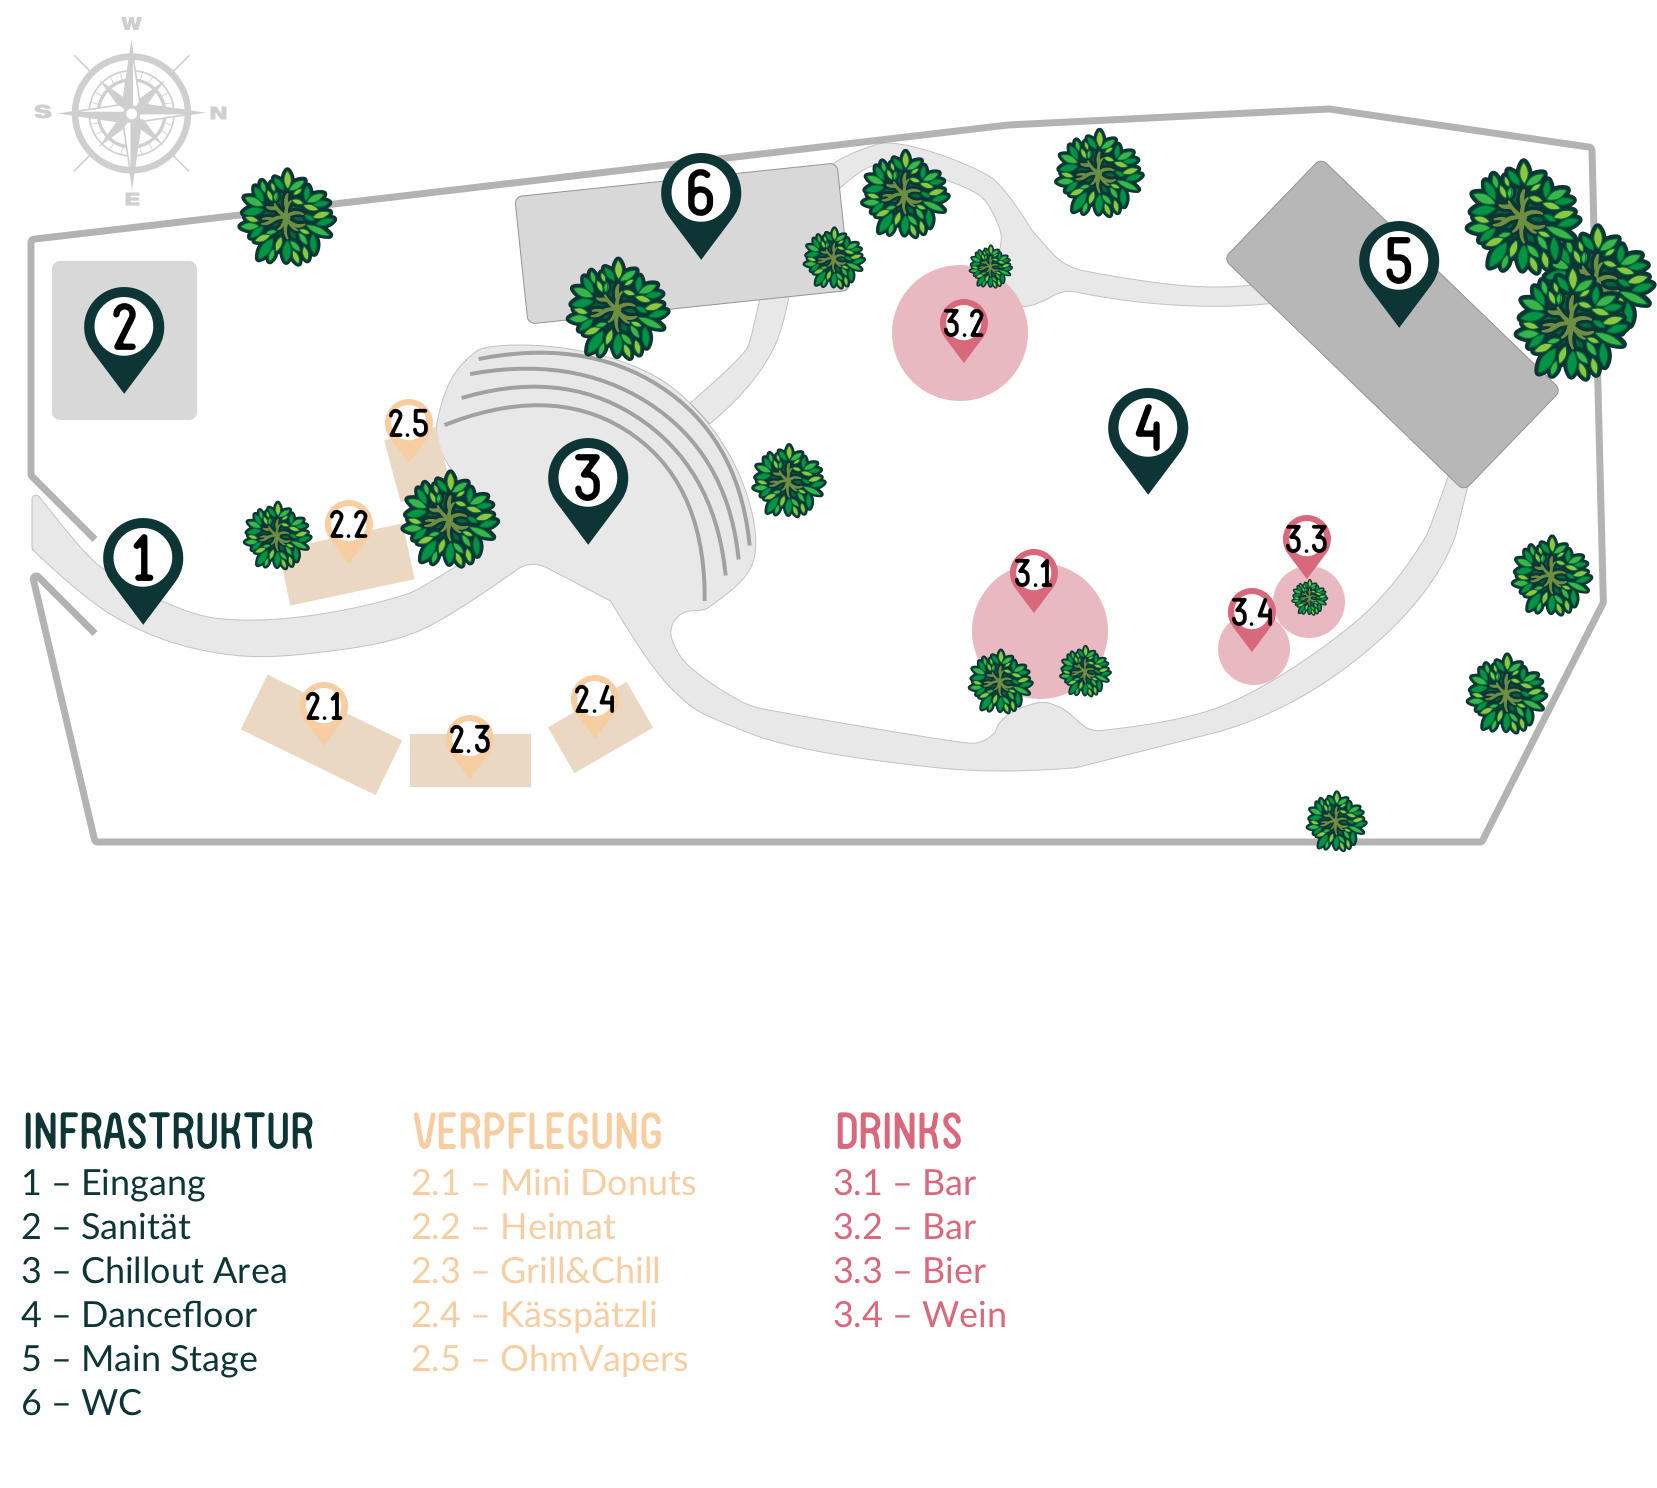 W
S N
E
6
5
2
3.2
4
2.5
3
2.2
3.3
1
3.1
3.4
2.1
2.4
2.3
INFRASTRUKTUR
1 – Eingang
2 – Sanität
3 – Chillout Area
4 – Dancefloor
5 – Main Stage
6 – WC
VERPFLEGUNG
2.1 – Mini Donuts
2.2 – Heimat
2.3 – Grill&Chill
2.4 – Kässpätzli
2.5 – OhmVapers
DRINKS
3.1 – Bar
3.2 – Bar
3.3 – Bier
3.4 – Wein